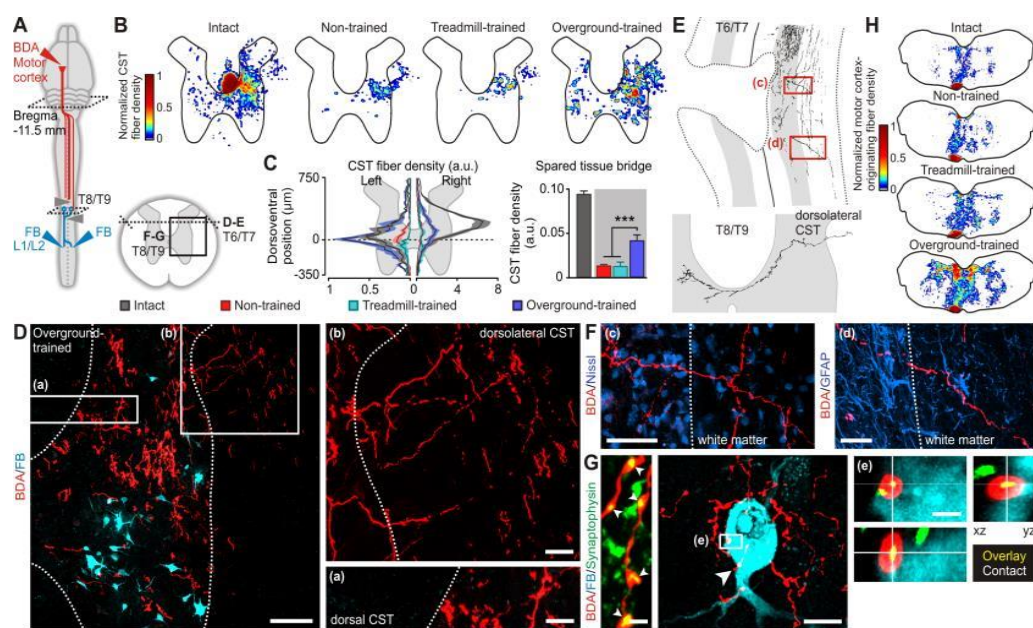 A
BDA
Motor
cortex
Bregma
-11.5 mm
T8/T9
FB
FB
L1/L2
D-E
T6/T7
F-G
T8/T9
B
Intact
Non-trained
Treadmill-trained
Overground-trained
Normalized CST
fiber density
1
0
C
CST fiber density (a.u.)
Left
Right
Dorsoventral
position (µm)
750
0
-350
1
0.5
0
4
8
Spared tissue bridge
CST fiber density
(a.u.)
0.10
0.05
0.00
***
Intact
Non-trained
Treadmill-trained
Overground-trained
E
T6/T7
(c)
(d)
T8/T9
dorsolateral
CST
H
Intact
Non-trained
Treadmill-trained
Overground-trained
Normalized motor cortex-
originating fiber density
1
0.5
0
D
Overground-
trained
(a)
(b)
BDA/FB
(b)
dorsolateral CST
(a)
dorsal CST
F
(c)
BDA/Nissl
white matter
(d)
BDA/GFAP
white matter
G
BDA/FB/Synaptophysin
(e)
(e)
xz
yz
Overlay
Contact